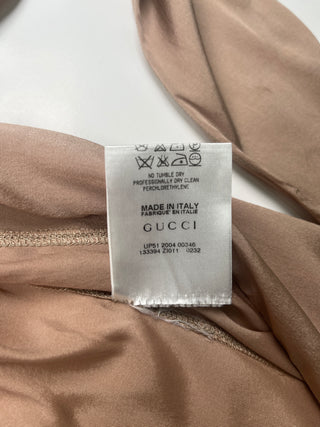 NO TUMBLE DRY
PROFESSIONALLY DRY CLEAN
PERCHLORETHYLENE
MADE IN ITALY
FABRIQUE' EN ITALIE
GUCCI
UP51 2004 00346
133394 ZI011 0232